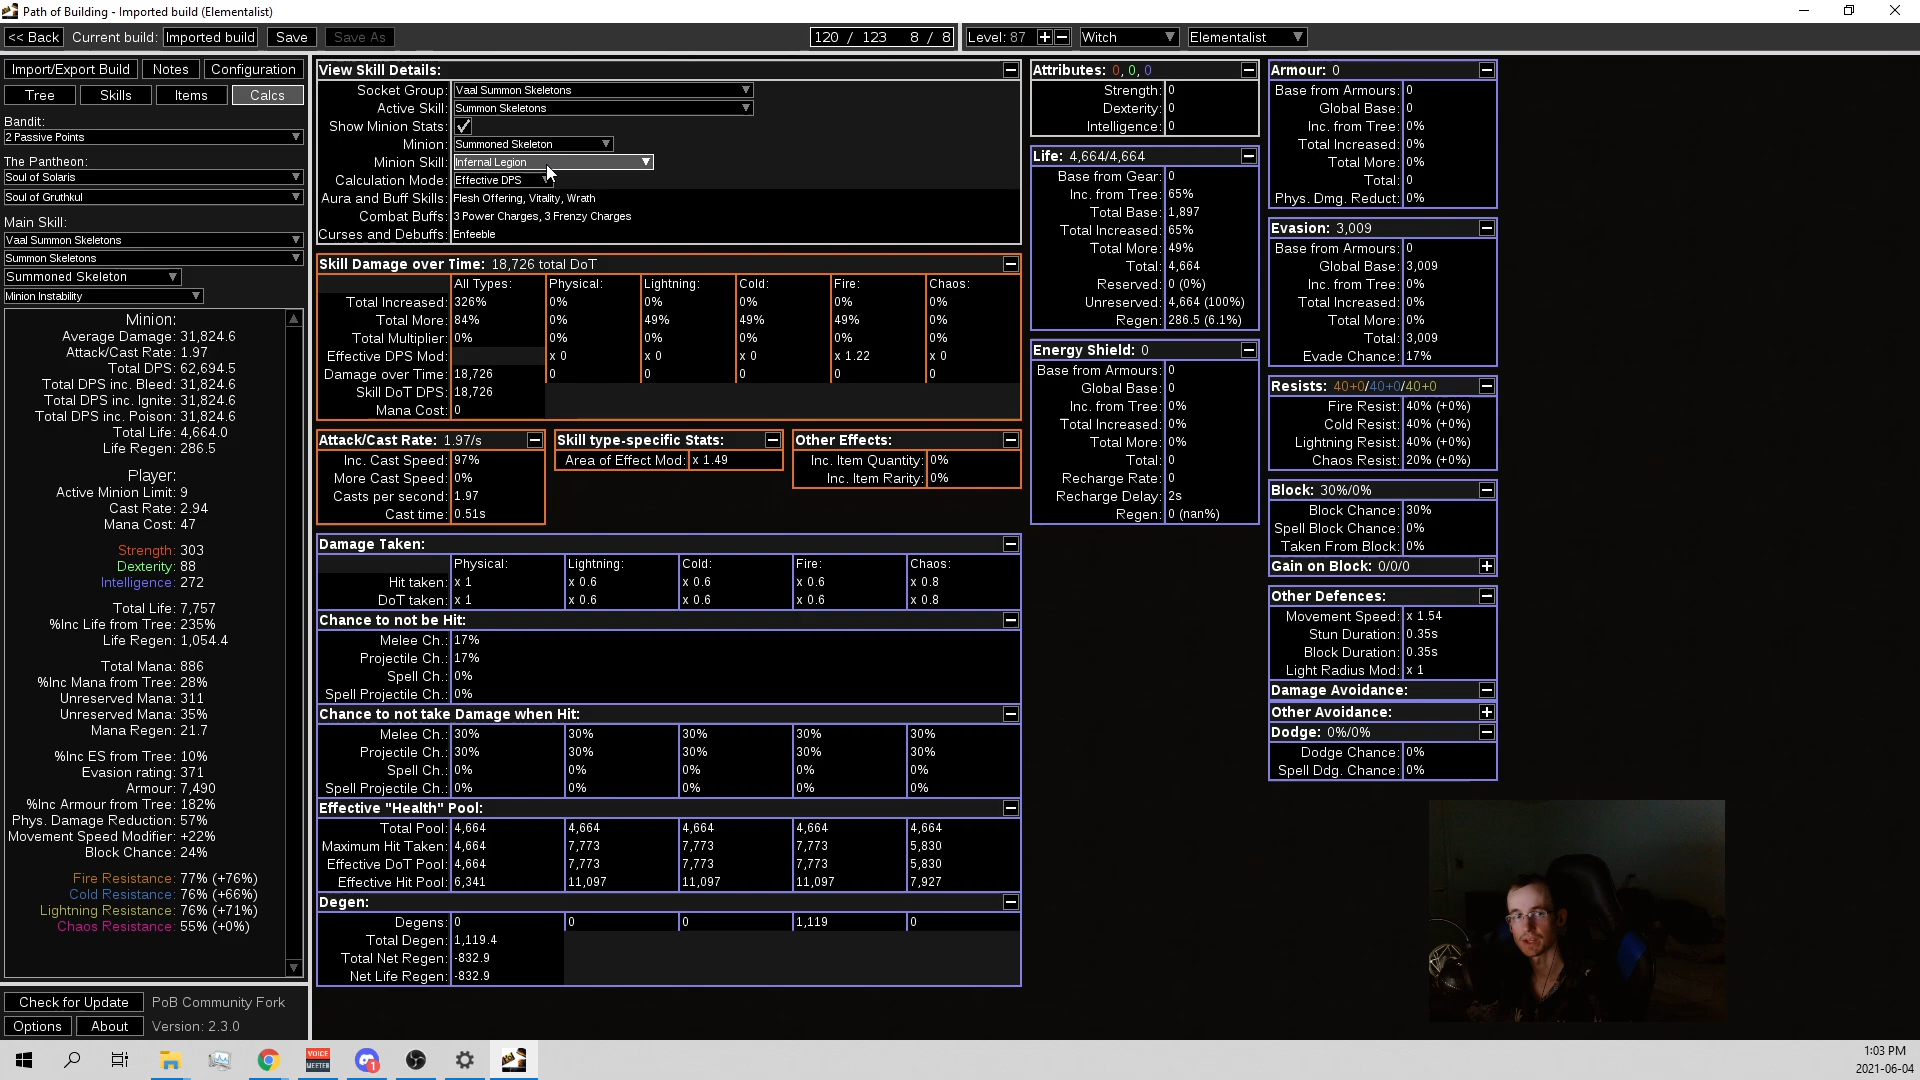 Path of Building - Imported build (Elementalist)
<< Back Current build: Imported build Save Save As 120 / 123 8 / 8 Level: 87 Witch Elementalist
Import/Export Build Notes Configuration
Tree Skills Items Calcs
Bandit:
2 Passive Points
The Pantheon:
Soul of Solaris
Soul of Gruthkul
Main Skill:
Vaal Summon Skeletons
Summon Skeletons
Summoned Skeleton
Minion Instability
Minion:
Average Damage: 31,824.6
Attack/Cast Rate: 1.97
Total DPS: 62,694.5
Total DPS inc. Bleed: 31,824.6
Total DPS inc. Ignite: 31,824.6
Total DPS inc. Poison: 31,824.6
Total Life: 4,664.0
Life Regen: 286.5
Player:
Active Minion Limit: 9
Cast Rate: 2.94
Mana Cost: 47
Strength: 303
Dexterity: 88
Intelligence: 272
Total Life: 7,757
%Inc Life from Tree: 235%
Life Regen: 1,054.4
Total Mana: 886
%Inc Mana from Tree: 28%
Unreserved Mana: 311
Unreserved Mana: 35%
Mana Regen: 21.7
%Inc ES from Tree: 10%
Evasion rating: 371
Armour: 7,490
%Inc Armour from Tree: 182%
Phys. Damage Reduction: 57%
Movement Speed Modifier: +22%
Block Chance: 24%
Fire Resistance: 77% (+76%)
Cold Resistance: 76% (+66%)
Lightning Resistance: 76% (+71%)
Chaos Resistance: 55% (+0%)
Check for Update PoB Community Fork
Options About Version: 2.3.0
View Skill Details:
Socket Group: Vaal Summon Skeletons
Active Skill: Summon Skeletons
Show Minion Stats:
Minion: Summoned Skeleton
Minion Skill: Infernal Legion
Calculation Mode: Effective DPS
Aura and Buff Skills: Flesh Offering, Vitality, Wrath
Combat Buffs: 3 Power Charges, 3 Frenzy Charges
Curses and Debuffs: Enfeeble
Skill Damage over Time: 18,726 total DoT
All Types: Physical: Lightning: Cold: Fire: Chaos:
Total Increased: 326% 0% 0% 0% 0% 0%
Total More: 84% 0% 49% 49% 49% 0%
Total Multiplier: 0% 0% 0% 0% 0% 0%
Effective DPS Mod: x 0 x 0 x 0 x 1.22 x 0
Damage over Time: 18,726 0 0 0 0 0
Skill DoT DPS: 18,726
Mana Cost: 0
Attack/Cast Rate: 1.97/s
Inc. Cast Speed: 97%
More Cast Speed: 0%
Casts per second: 1.97
Cast time: 0.51s
Skill type-specific Stats:
Area of Effect Mod: x 1.49
Other Effects:
Inc. Item Quantity: 0%
Inc. Item Rarity: 0%
Damage Taken:
Physical: Lightning: Cold: Fire: Chaos:
Hit taken: x 1 x 0.6 x 0.6 x 0.6 x 0.8
DoT taken: x 1 x 0.6 x 0.6 x 0.6 x 0.8
Chance to not be Hit:
Melee Ch.: 17%
Projectile Ch.: 17%
Spell Ch.: 0%
Spell Projectile Ch.: 0%
Chance to not take Damage when Hit:
Melee Ch.: 30% 30% 30% 30% 30%
Projectile Ch.: 30% 30% 30% 30% 30%
Spell Ch.: 0% 0% 0% 0% 0%
Spell Projectile Ch.: 0% 0% 0% 0% 0%
Effective "Health" Pool:
Total Pool: 4,664 4,664 4,664 4,664 4,664
Maximum Hit Taken: 4,664 7,773 7,773 7,773 5,830
Effective DoT Pool: 4,664 7,773 7,773 7,773 5,830
Effective Hit Pool: 6,341 11,097 11,097 11,097 7,927
Degen:
Degens: 0 0 0 1,119 0
Total Degen: 1,119.4
Total Net Regen: -832.9
Net Life Regen: -832.9
Attributes: 0, 0, 0
Strength: 0
Dexterity: 0
Intelligence: 0
Life: 4,664/4,664
Base from Gear: 0
Inc. from Tree: 65%
Total Base: 1,897
Total Increased: 65%
Total More: 49%
Total: 4,664
Reserved: 0 (0%)
Unreserved: 4,664 (100%)
Regen: 286.5 (6.1%)
Energy Shield: 0
Base from Armours: 0
Global Base: 0
Inc. from Tree: 0%
Total Increased: 0%
Total More: 0%
Total: 0
Recharge Rate: 0
Recharge Delay: 2s
Regen: 0 (nan%)
Armour: 0
Base from Armours: 0
Global Base: 0
Inc. from Tree: 0%
Total Increased: 0%
Total More: 0%
Total: 0
Phys. Dmg. Reduct: 0%
Evasion: 3,009
Base from Armours: 0
Global Base: 3,009
Inc. from Tree: 0%
Total Increased: 0%
Total More: 0%
Total: 3,009
Evade Chance: 17%
Resists: 40+0/40+0/40+0
Fire Resist: 40% (+0%)
Cold Resist: 40% (+0%)
Lightning Resist: 40% (+0%)
Chaos Resist: 20% (+0%)
Block: 30%/0%
Block Chance: 30%
Spell Block Chance: 0%
Taken From Block: 0%
Gain on Block: 0/0/0
Other Defences:
Movement Speed: x 1.54
Stun Duration: 0.35s
Block Duration: 0.35s
Light Radius Mod: x 1
Damage Avoidance:
Other Avoidance:
Dodge: 0%/0%
Dodge Chance: 0%
Spell Ddg. Chance: 0%
VOICE
MEETER
1
1:03 PM
2021-06-04